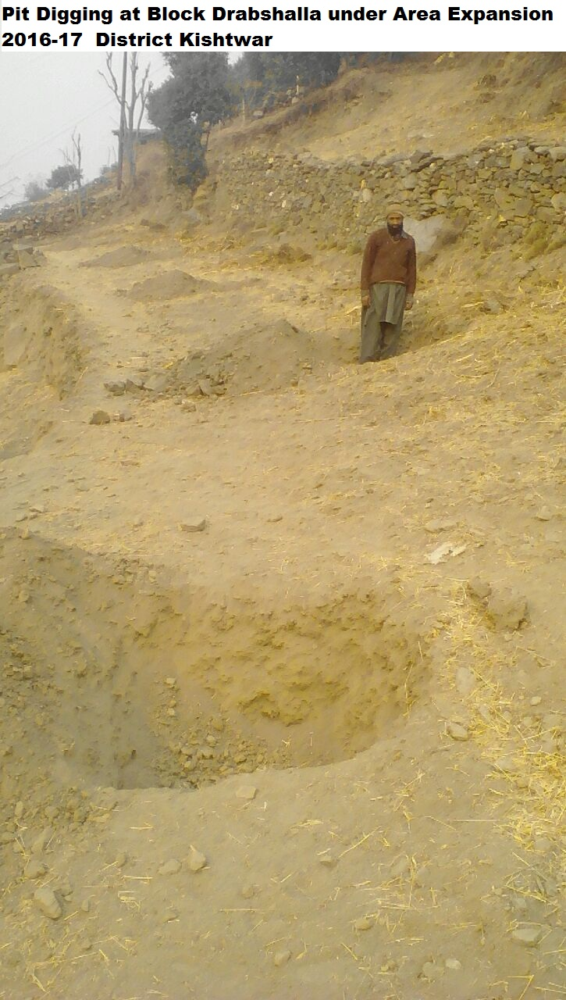 Pit Digging at Block Drabshalla under Area Expansion
2016-17 District Kishtwar